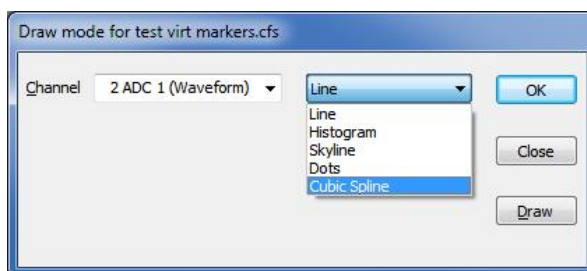 Draw mode for test virt markers.cfs
Channel 2 ADC 1 (Waveform) Line OK
Line
Histogram
Skyline
Dots
Cubic Spline
Close
Draw